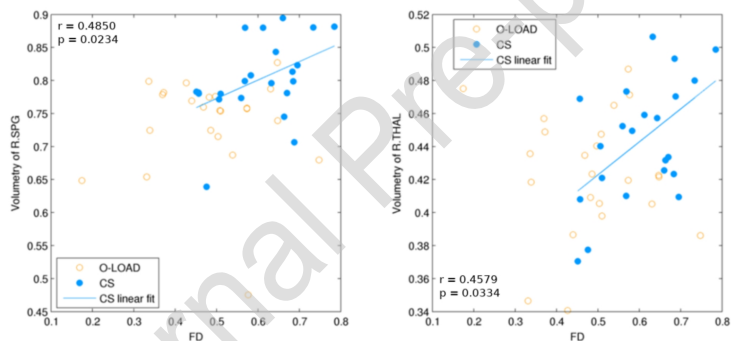 r = 0.4850
p = 0.0234
0.9
0.85
0.8
0.75
0.7
0.65
0.6
0.55
0.5
0.45
Volumetry of R.SPG
O-LOAD
CS
CS linear fit
0.1 0.2 0.3 0.4 0.5 0.6 0.7 0.8
FD
O-LOAD
CS
CS linear fit
0.52
0.5
0.48
0.46
0.44
0.42
0.4
0.38
0.36
0.34
Volumetry of R.THAL
r = 0.4579
p = 0.0334
0.1 0.2 0.3 0.4 0.5 0.6 0.7 0.8
FD
rnal Pre-p